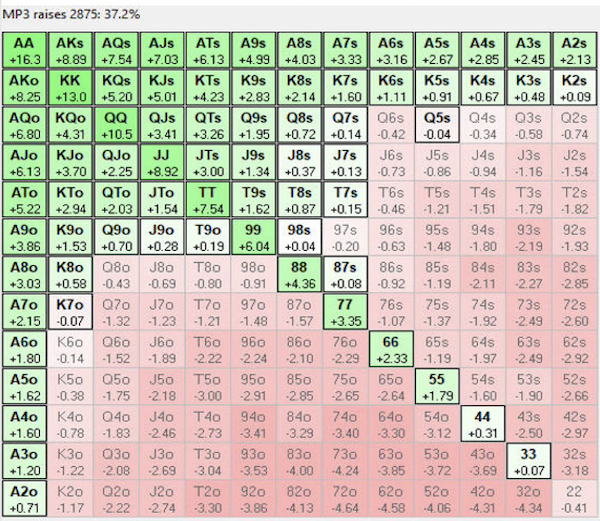 MP3 raises 2875: 37.2%
AA AKs AQs AJs ATs A9s A8s A7s A6s A5s A4s A3s A2s
+16.3 +8.89 +7.54 +7.03 +6.13 +4.99 +4.03 +3.33 +3.16 +2.67 +2.85 +2.45 +2.13
AKo KK KQs KJs KTs K9s K8s K7s K6s K5s K4s K3s K2s
+8.25 +13.0 +5.20 +5.01 +4.23 +2.83 +2.14 +1.60 +1.11 +0.91 +0.67 +0.48 +0.09
AQo KQo QQ QJs QTs Q9s Q8s Q7s Q6s Q5s Q4s Q3s Q2s
+6.80 +4.31 +10.5 +3.41 +3.26 +1.95 +0.72 +0.14 -0.42 -0.04 -0.34 -0.58 -0.74
AJo KJo QJo JJ JTs J9s J8s J7s J6s J5s J4s J3s J2s
+6.13 +3.70 +2.25 +8.92 +3.00 +1.34 +0.37 +0.13 -0.73 -0.86 -0.94 -1.16 -1.54
ATo KTo QTo JTo TT T9s T8s T7s T6s T5s T4s T3s T2s
+5.22 +2.94 +2.03 +1.54 +7.54 +1.62 +0.87 +0.15 -0.46 -1.21 -1.51 -1.79 -1.82
A9o K9o Q9o J9o T9o 99 98s 97s 96s 95s 94s 93s 92s
+3.86 +1.53 +0.70 +0.28 +0.19 +6.04 +0.04 -0.20 -0.63 -1.48 -1.80 -2.19 -1.93
A8o K8o Q8o J8o T8o 98o 88 87s 86s 85s 84s 83s 82s
+3.03 +0.58 -0.43 -0.69 -0.80 -0.91 +4.36 +0.08 -0.92 -1.19 -2.11 -2.27 -2.85
A7o K7o Q7o J7o T7o 97o 87o 77 76s 75s 74s 73s 72s
+2.15 -0.07 -1.32 -1.23 -1.21 -1.48 -1.57 +3.35 -1.07 -1.37 -1.92 -2.49 -2.60
A6o K6o Q6o J6o T6o 96o 86o 76o 66 65s 64s 63s 62s
+1.80 -0.14 -1.52 -1.89 -2.22 -2.24 -2.10 -2.29 +2.33 -1.19 -1.97 -2.49 -2.92
A5o K5o Q5o J5o T5o 95o 85o 75o 65o 55 54s 53s 52s
+1.62 -0.38 -1.75 -2.18 -3.00 -2.91 -2.85 -2.65 -2.64 +1.79 -1.60 -1.90 -2.66
A4o K4o Q4o J4o T4o 94o 84o 74o 64o 54o 44 43s 42s
+1.60 -0.78 -1.83 -2.46 -2.73 -3.41 -3.29 -3.40 -3.30 -3.12 +0.31 -2.50 -2.97
A3o K3o Q3o J3o T3o 93o 83o 73o 63o 53o 43o 33 32s
+1.20 -1.22 -2.08 -2.69 -3.04 -3.53 -4.00 -4.24 -3.85 -3.72 -3.69 +0.07 -3.18
A2o K2o Q2o J2o T2o 92o 82o 72o 62o 52o 42o 32o 22
+0.71 -1.17 -2.22 -2.74 -3.30 -3.86 -4.13 -4.64 -4.58 -4.06 -4.31 -4.34 -0.41